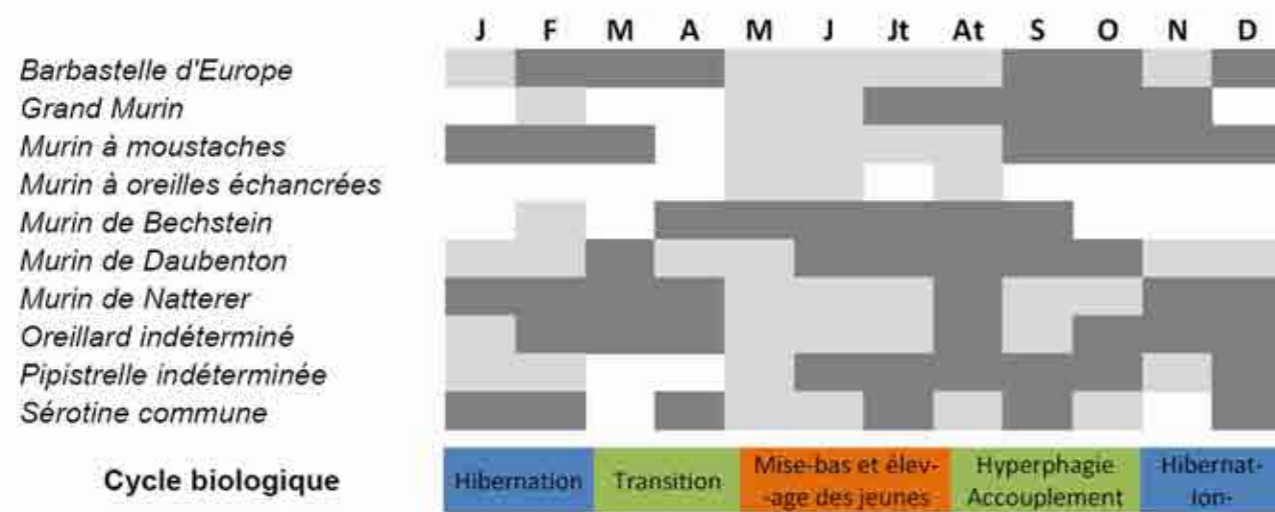 J F M A M J Jt At S O N D
Barbastelle d'Europe
Grand Murin
Murin à moustaches
Murin à oreilles échancrées
Murin de Bechstein
Murin de Daubenton
Murin de Natterer
Oreillard indéterminé
Pipistrelle indéterminée
Sérotine commune
Cycle biologique
Hibernation
Transition
Mise-bas et élev-
-age des jeunes
Hyperphagie
Accouplement
Hibernat-
ion-